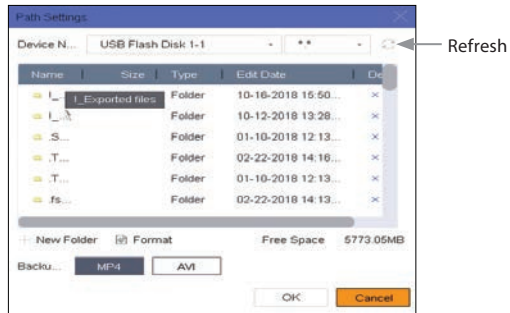 Path Settings
Device N... USB Flash Disk 1-1 *.*
Refresh
Name Size Type Edit Date De
I_... Folder 10-16-2018 15:50... ×
I_Exported files
I_... Folder 10-12-2018 13:28... ×
.S... Folder 01-10-2018 12:13... ×
.T... Folder 02-22-2018 14:16... ×
.T... Folder 01-10-2018 12:13... ×
.fs... Folder 02-22-2018 14:13... ×
New Folder Format Free Space 5773.05MB
Backu... MP4 AVI
OK Cancel